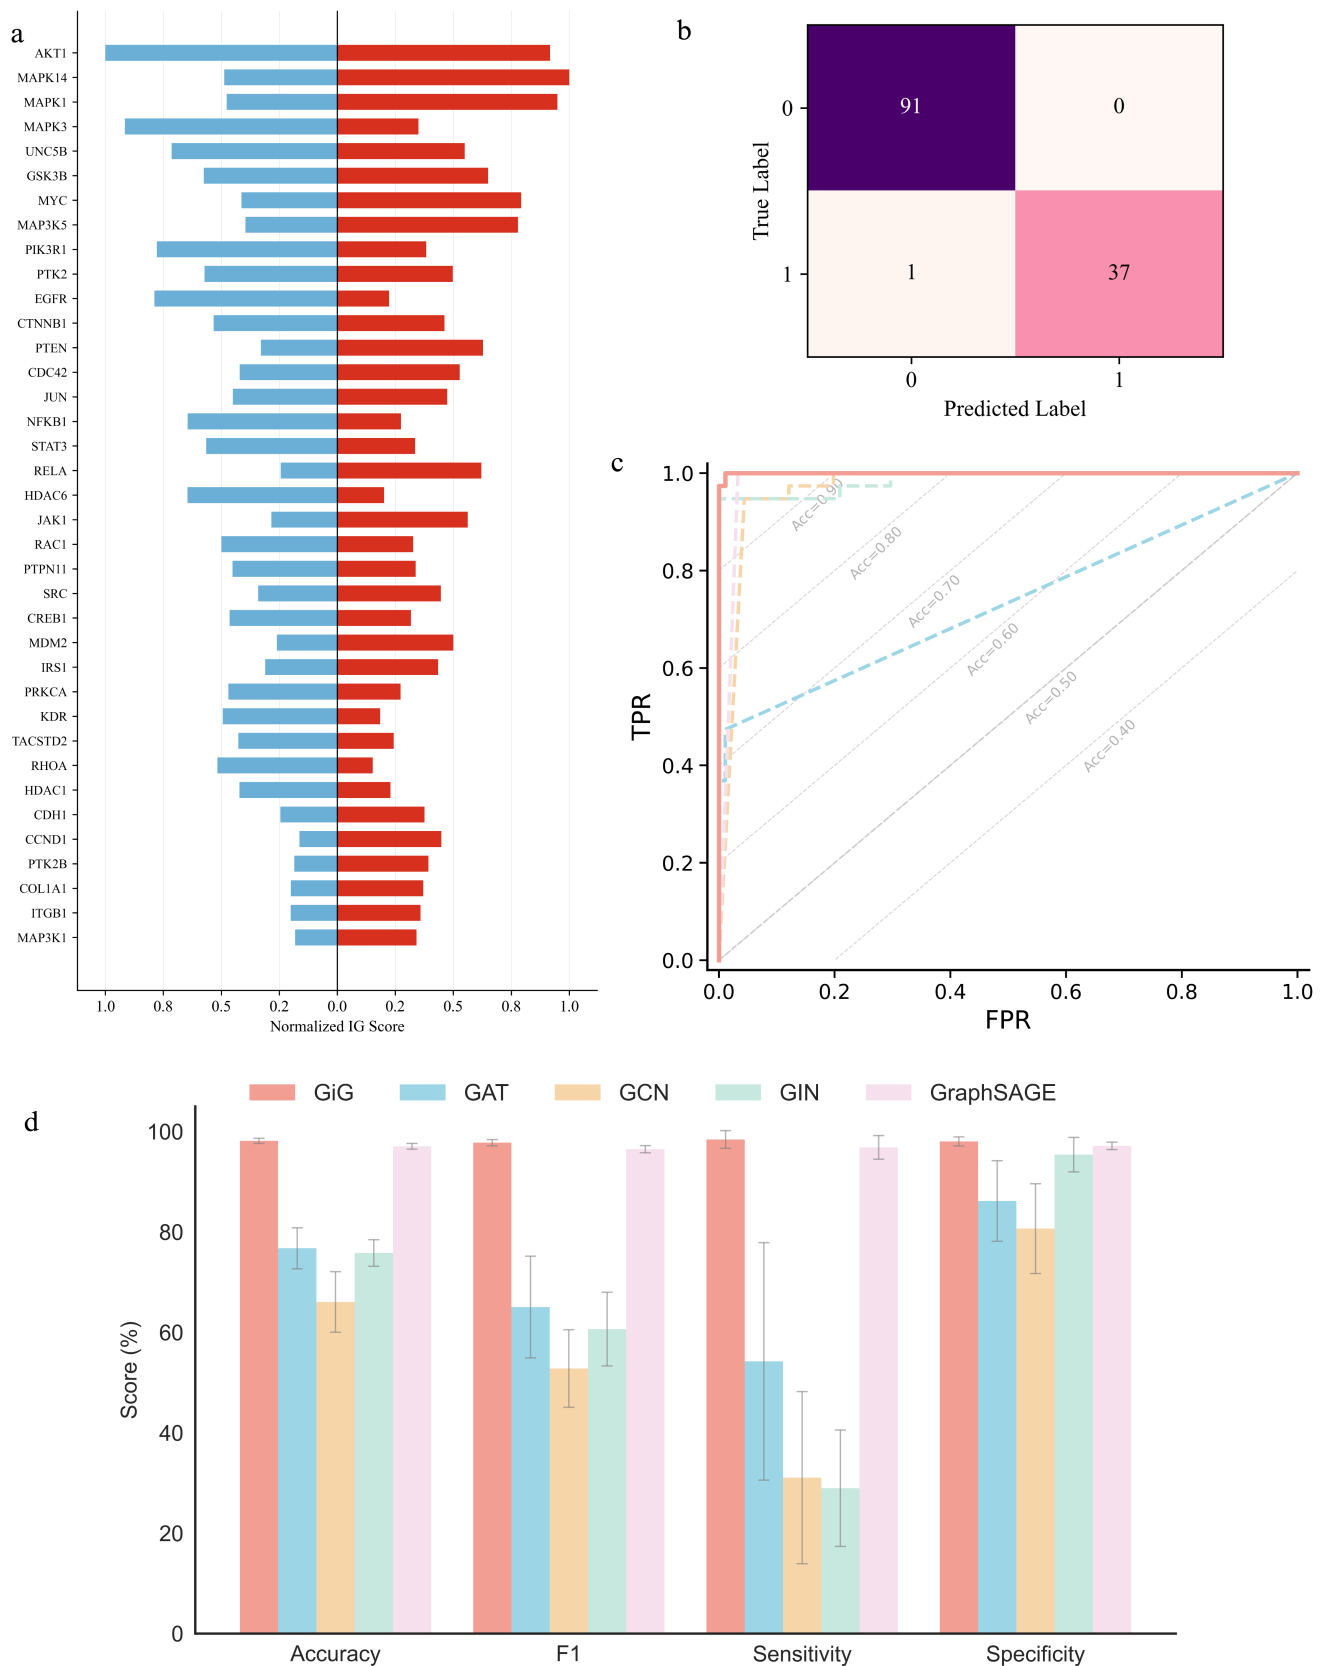 a
AKT1
MAPK14
MAPK1
MAPK3
UNC5B
GSK3B
MYC
MAP3K5
PIK3R1
PTK2
EGFR
CTNNB1
PTEN
CDC42
JUN
NFKB1
STAT3
RELA
HDAC6
JAK1
RAC1
PTPN11
SRC
CREB1
MDM2
IRS1
PRKCA
KDR
TACSTD2
RHOA
HDAC1
CDH1
CCND1
PTK2B
COL1A1
ITGB1
MAP3K1
1.0 0.8 0.5 0.2 0.0 0.2 0.5 0.8 1.0
Normalized IG Score
b
True Label
0 91 0
1 1 37
0 1
Predicted Label
c
TPR
1.0
0.8
0.6
0.4
0.2
0.0
Acc=0.90
Acc=0.80
Acc=0.70
Acc=0.60
Acc=0.50
Acc=0.40
0.0 0.2 0.4 0.6 0.8 1.0
FPR
d
GiG GAT GCN GIN GraphSAGE
Score (%)
100
80
60
40
20
0
Accuracy F1 Sensitivity Specificity